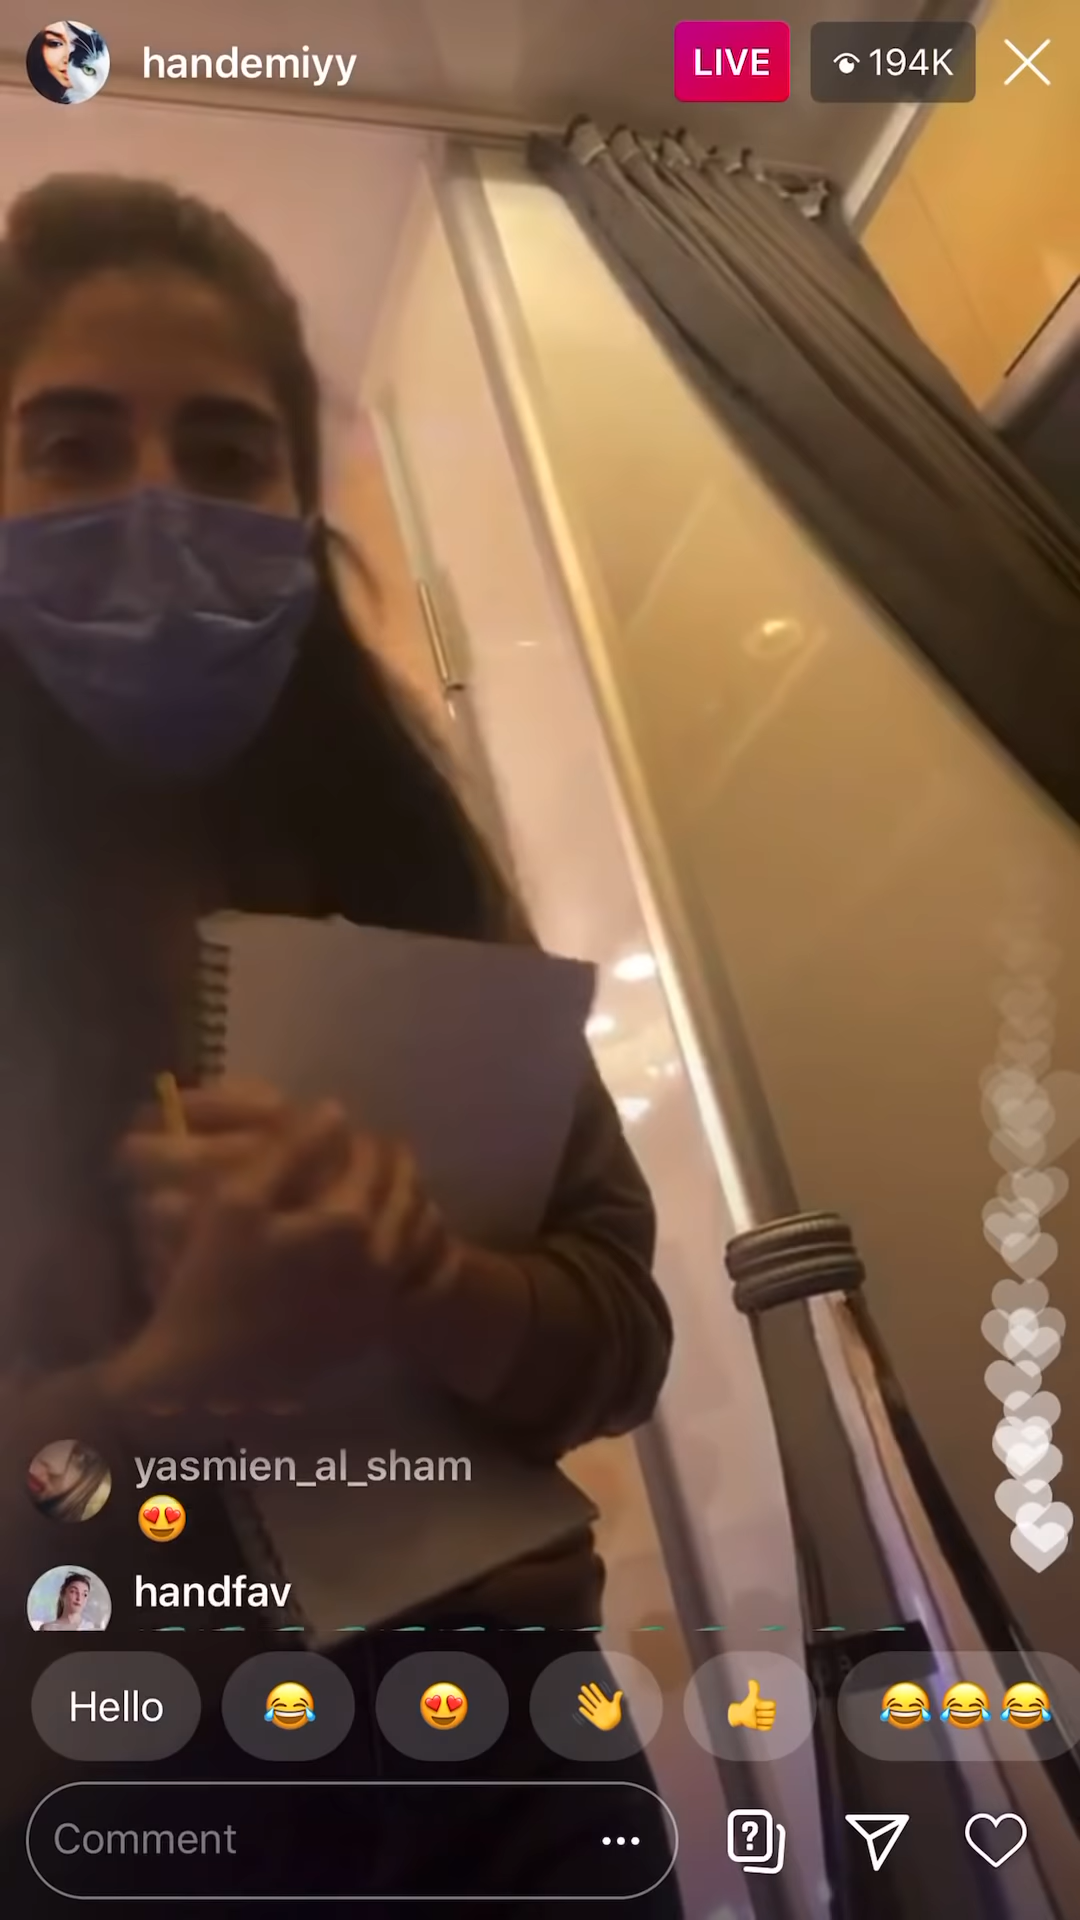 handemiyy
LIVE
194K
yasmien_al_sham
😍
handfav
Hello
😂
😍
👋
👍
😂😂😂
Comment